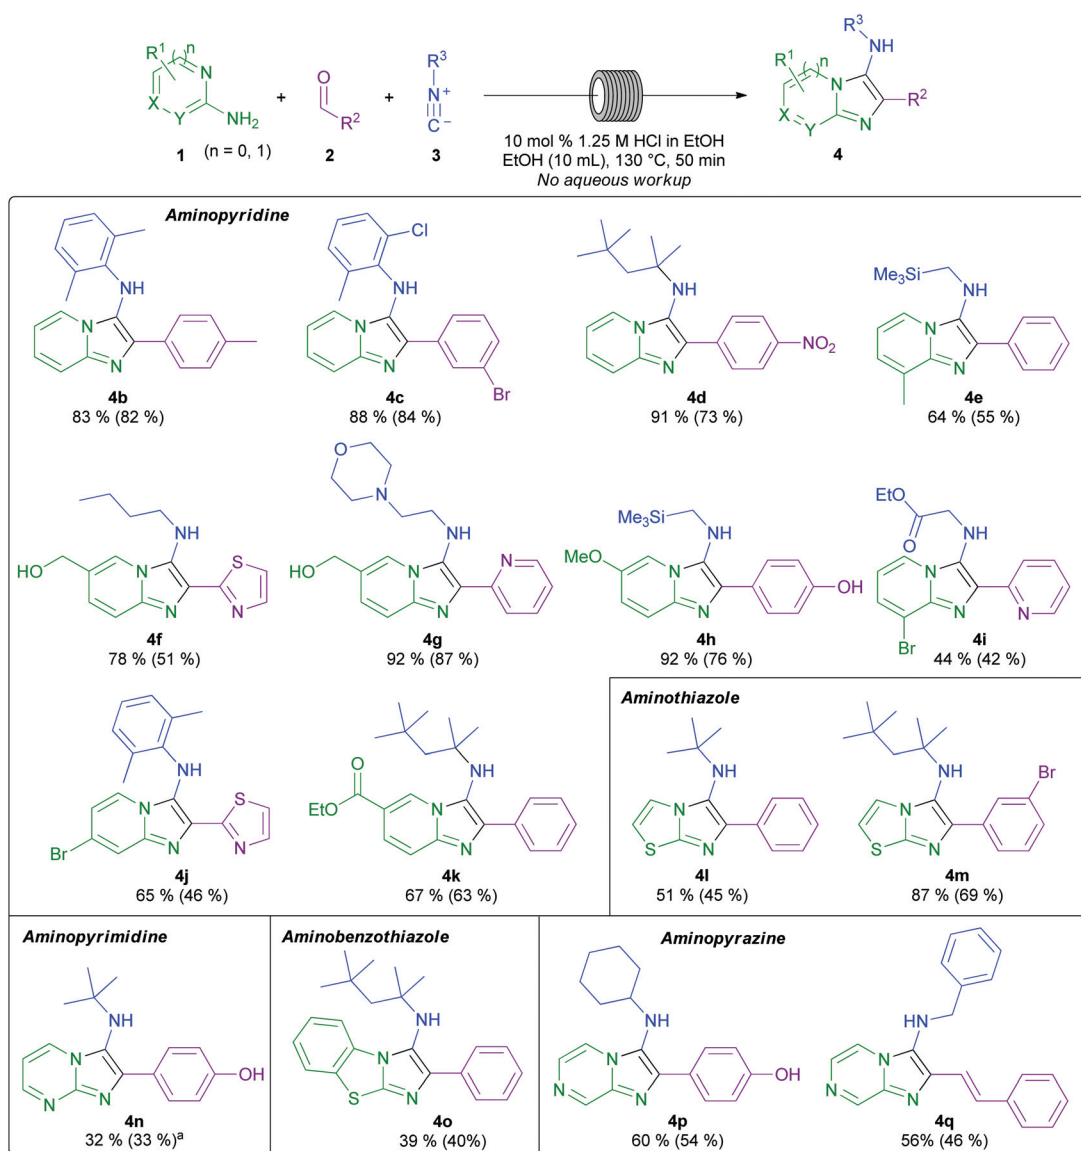 R1 ( )n N X Y NH2 + O R2 + R3 N+ C− R3 NH R1 ( )n N X Y N R2
1 (n = 0, 1) 2 3 4
10 mol % 1.25 M HCl in EtOH
EtOH (10 mL), 130 °C, 50 min
No aqueous workup
Aminopyridine
NH N N
4b
83 % (82 %)
Cl NH N N Br
4c
88 % (84 %)
NH N N NO2
4d
91 % (73 %)
Me3Si NH N N
4e
64 % (55 %)
NH HO N N S N
4f
78 % (51 %)
O N NH HO N N N
4g
92 % (87 %)
Me3Si NH MeO N N OH
4h
92 % (76 %)
EtO O NH N N N Br
4i
44 % (42 %)
NH N N Br S N
4j
65 % (46 %)
O EtO NH N N
4k
67 % (63 %)
Aminothiazole
NH N S N
4l
51 % (45 %)
NH N S N Br
4m
87 % (69 %)
Aminopyrimidine
NH N N N OH
4n
32 % (33 %)a
Aminobenzothiazole
NH N S N
4o
39 % (40%)
Aminopyrazine
NH N N N OH
4p
60 % (54 %)
HN N N N
4q
56% (46 %)